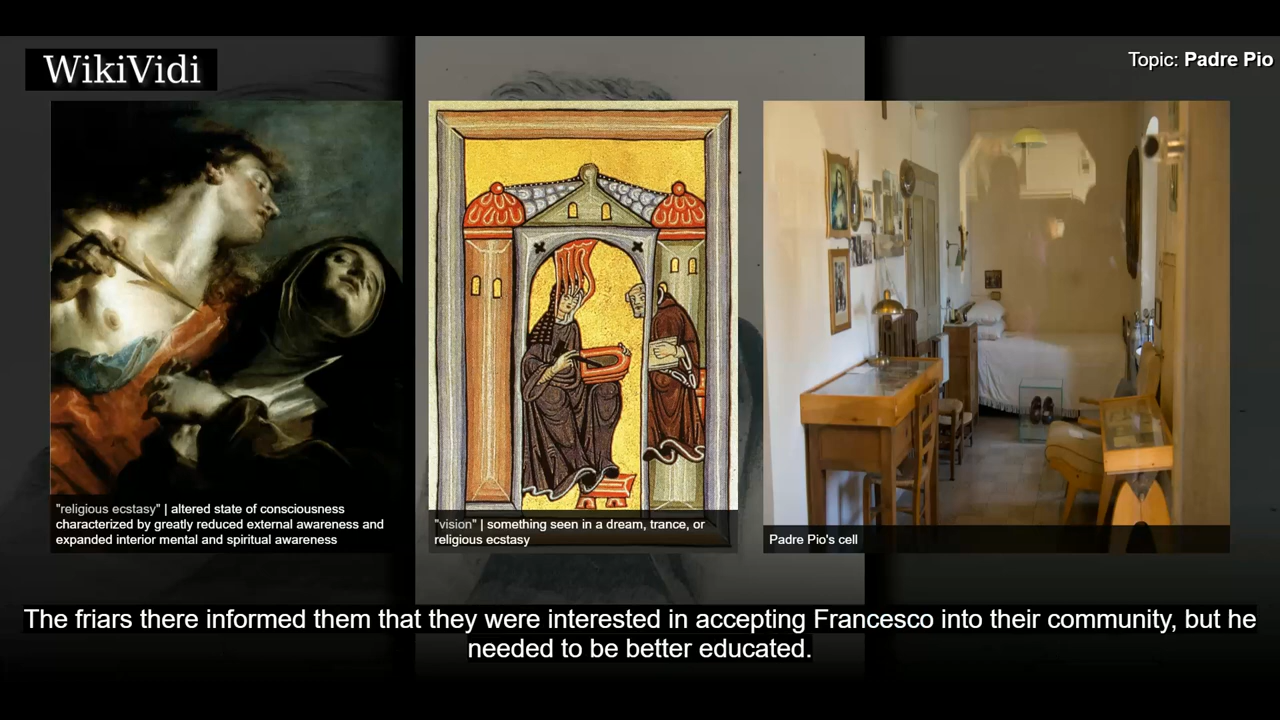 WikiVidi
Topic: Padre Pio
"religious ecstasy" | altered state of consciousness
characterized by greatly reduced external awareness and
expanded interior mental and spiritual awareness
"vision" | something seen in a dream, trance, or
religious ecstasy
Padre Pio's cell
The friars there informed them that they were interested in accepting Francesco into their community, but he
needed to be better educated.